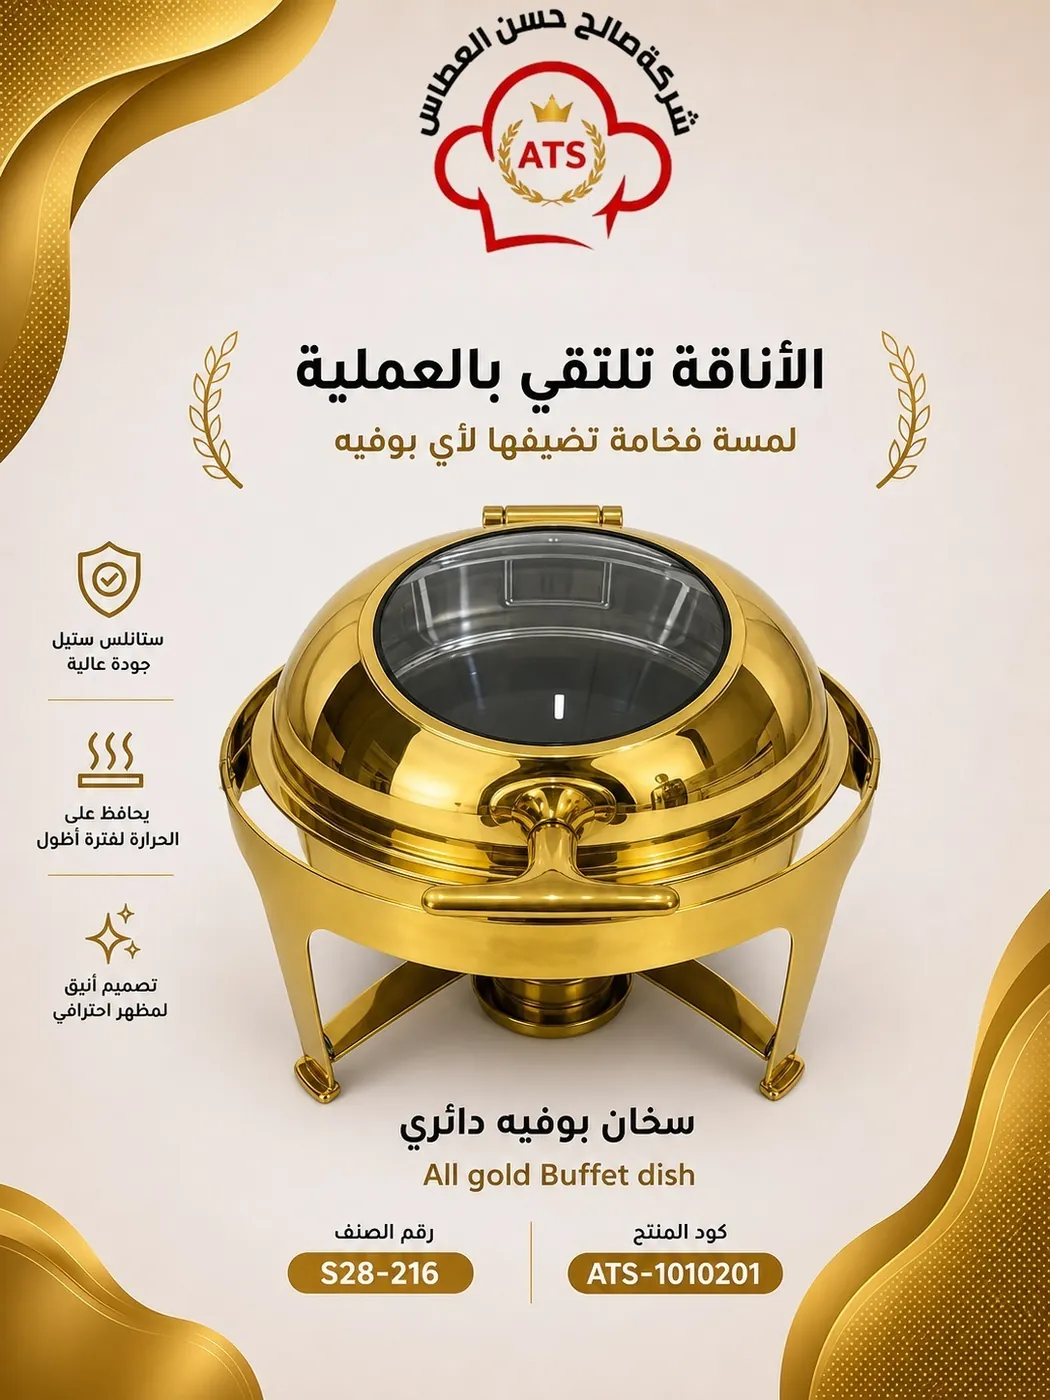 شركة صالح حسن العطاس
ATS
الأناقة تلتقي بالعملية
لمسة فخامة تضيفها لأي بوفيه
ستانلس ستيل
جودة عالية
يحافظ على
الحرارة لفترة أطول
تصميم أنيق
لمظهر احترافي
سخان بوفيه دائري
All gold Buffet dish
كود المنتج
ATS-1010201
رقم الصنف
S28-216